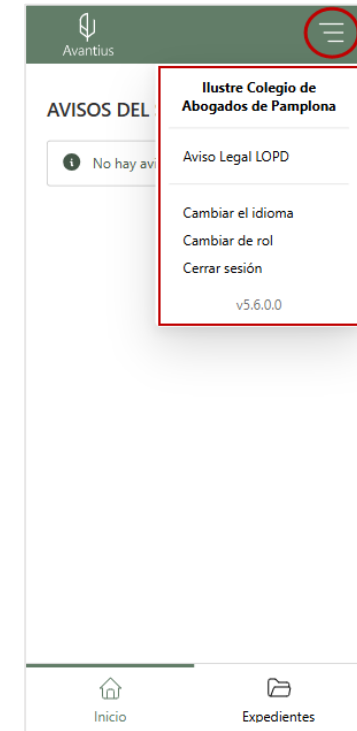 Avantius
Ilustre Colegio de
Abogados de Pamplona
AVISOS DEL
No hay avi
Aviso Legal LOPD
Cambiar el idioma
Cambiar de rol
Cerrar sesión
v5.6.0.0
Inicio
Expedientes